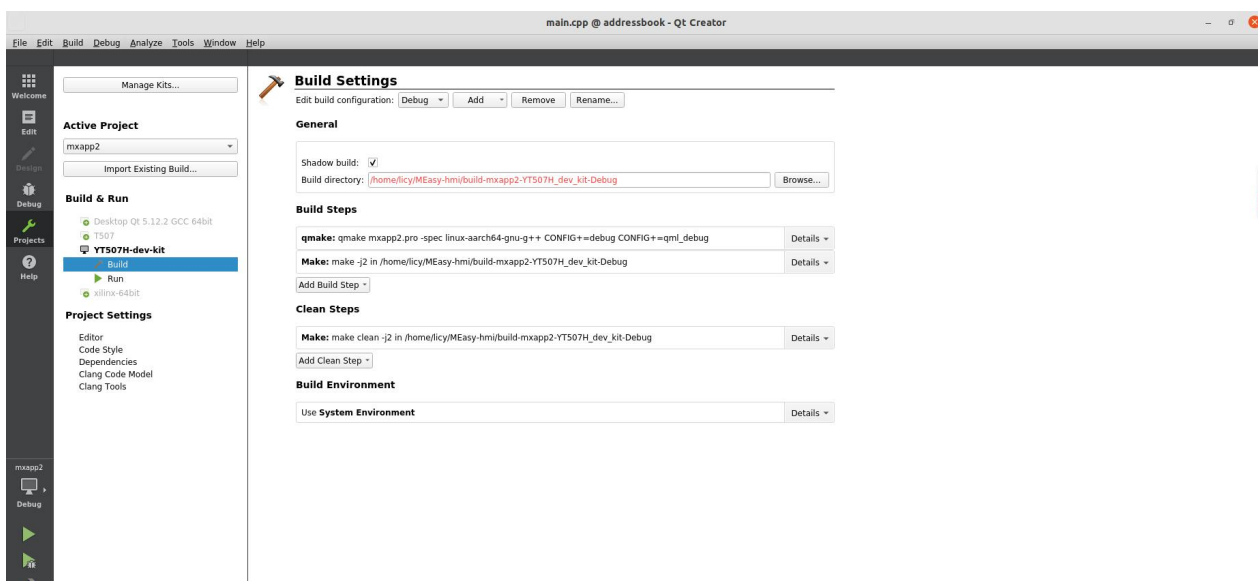 main.cpp @ addressbook - Qt Creator
File Edit Build Debug Analyze Tools Window Help
Welcome
Edit
Design
Debug
Projects
Help
mxapp2
Debug
Manage Kits...
Active Project
mxapp2
Import Existing Build...
Build & Run
Desktop Qt 5.12.2 GCC 64bit
T507
YT507H-dev-kit
Build
Run
xilinx-64bit
Project Settings
Editor
Code Style
Dependencies
Clang Code Model
Clang Tools
Build Settings
Edit build configuration: Debug Add Remove Rename...
General
Shadow build:
Build directory: /home/licy/MEasy-hmi/build-mxapp2-YT507H_dev_kit-Debug Browse...
Build Steps
qmake: qmake mxapp2.pro -spec linux-aarch64-gnu-g++ CONFIG+=debug CONFIG+=qml_debug Details
Make: make -j2 in /home/licy/MEasy-hmi/build-mxapp2-YT507H_dev_kit-Debug Details
Add Build Step
Clean Steps
Make: make clean -j2 in /home/licy/MEasy-hmi/build-mxapp2-YT507H_dev_kit-Debug Details
Add Clean Step
Build Environment
Use System Environment Details